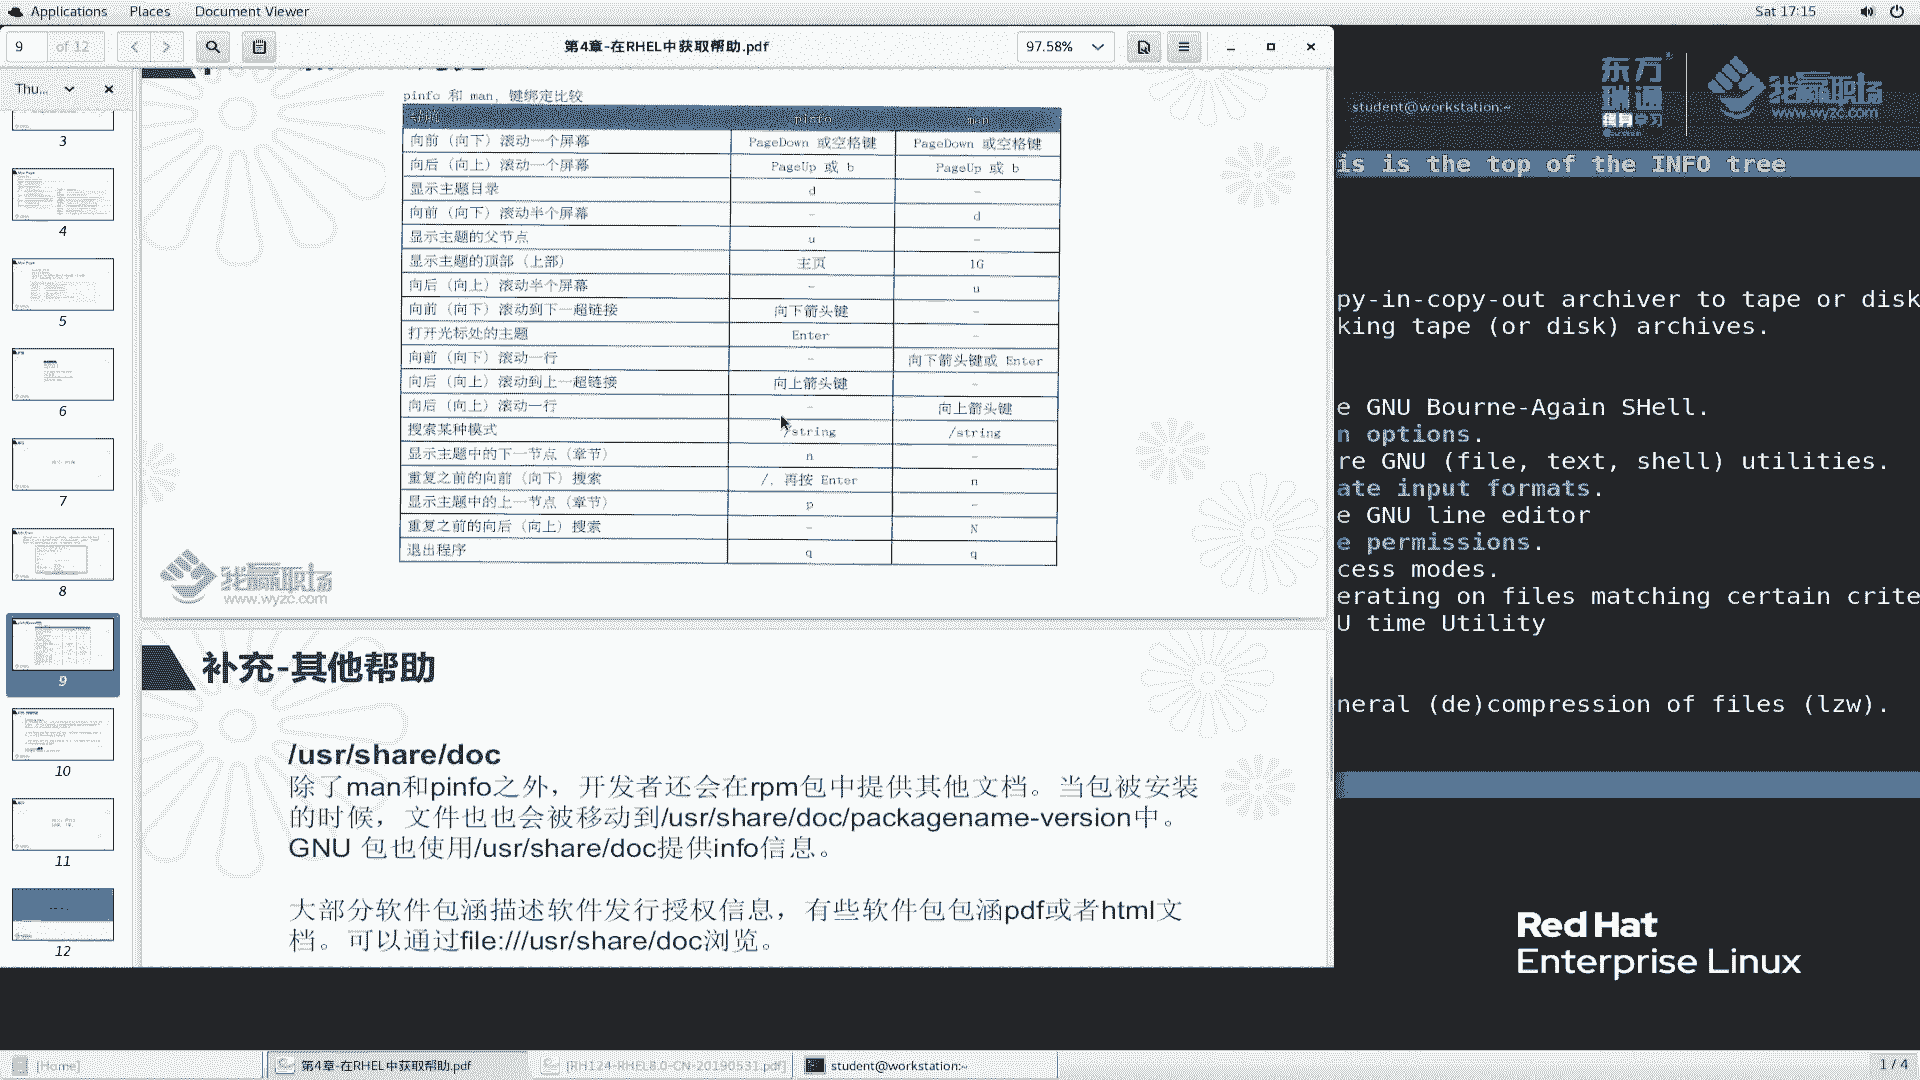 Applications Places Document Viewer Sat 17:15
9 of 12 第4章-在RHEL中获取帮助.pdf 97.58%
Thu...
3
4
5
6
7
8
9
10
11
12
pinfo 和 man, 键绑定比较
pinfo man
向前（向下）滚动一个屏幕 PageDown 或空格键 PageDown 或空格键
向后（向上）滚动一个屏幕 PageUp 或 b PageUp 或 b
显示主题目录 d -
向前（向下）滚动半个屏幕 - d
显示主题的父节点 u -
显示主题的顶部（上部） 主页 1G
向后（向上）滚动半个屏幕 - u
向前（向下）滚动到下一超链接 向下箭头键 -
打开光标处的主题 Enter -
向前（向下）滚动一行 - 向下箭头键或 Enter
向后（向上）滚动到上一超链接 向上箭头键 -
向后（向上）滚动一行 - 向上箭头键
搜索某种模式 /string /string
显示主题中的下一节点（章节） n -
重复之前的向前（向下）搜索 /, 再按 Enter n
显示主题中的上一节点（章节） p -
重复之前的向后（向上）搜索 - N
退出程序 q q
我赢职场
www.wyzc.com
补充-其他帮助
/usr/share/doc
除了man和pinfo之外，开发者还会在rpm包中提供其他文档。当包被安装
的时候，文件也也会被移动到/usr/share/doc/packagename-version中。
GNU 包也使用/usr/share/doc提供info信息。
大部分软件包涵描述软件发行授权信息，有些软件包包涵pdf或者html文
档。可以通过file:///usr/share/doc浏览。
student@workstation:~
东方
瑞通
终身学习
我赢职场
www.wyzc.com
is is the top of the INFO tree
py-in-copy-out archiver to tape or disk
king tape (or disk) archives.
e GNU Bourne-Again SHell.
n options.
re GNU (file, text, shell) utilities.
ate input formats.
e GNU line editor
e permissions.
cess modes.
erating on files matching certain crite
U time Utility
neral (de)compression of files (lzw).
Red Hat
Enterprise Linux
[Home] 第4章-在RHEL中获取帮助.pdf [RH124-RHEL8.0-CN-20190531.pdf] student@workstation:~ 1 / 4